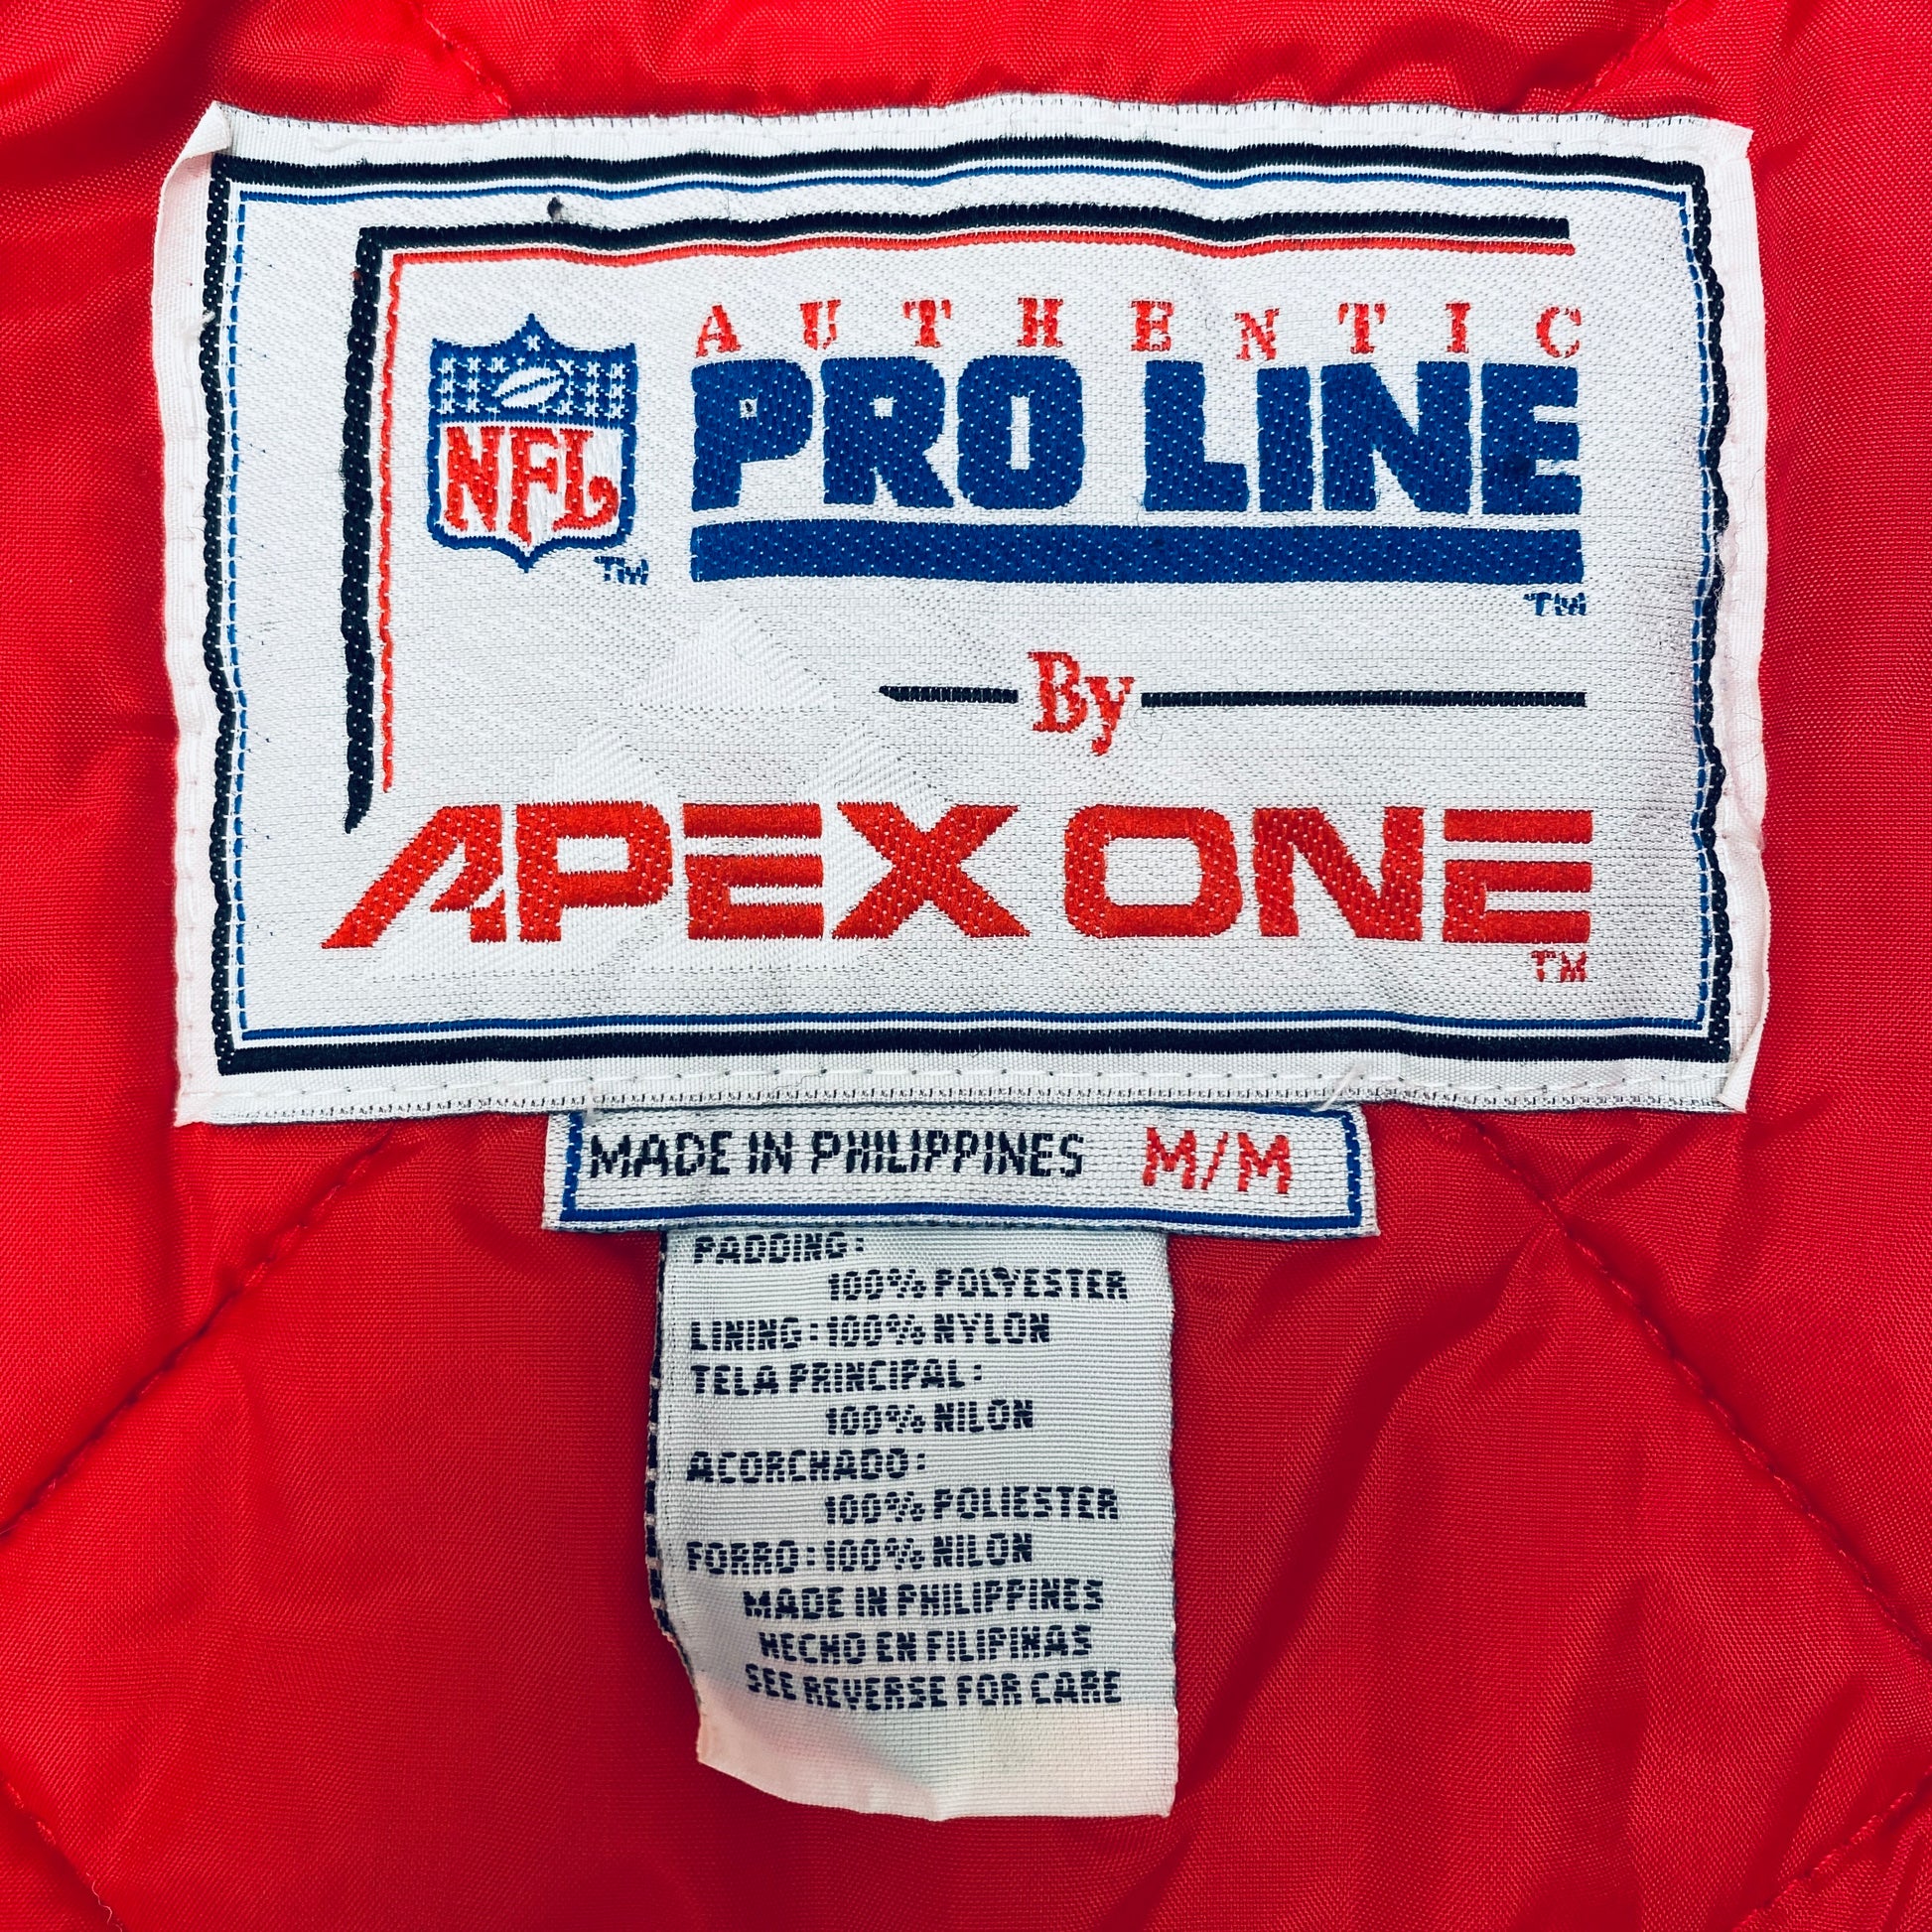 AUTHENTIC
NFL
PRO LINE
TM
TM
By
APEX ONE
TM
MADE IN PHILIPPINES M/M
PADDING:
100% POLYESTER
LINING: 100% NYLON
TELA PRINCIPAL:
100% NILON
ACORCHADO:
100% POLIESTER
FORRO: 100% NILON
MADE IN PHILIPPINES
HECHO EN FILIPINAS
SEE REVERSE FOR CARE